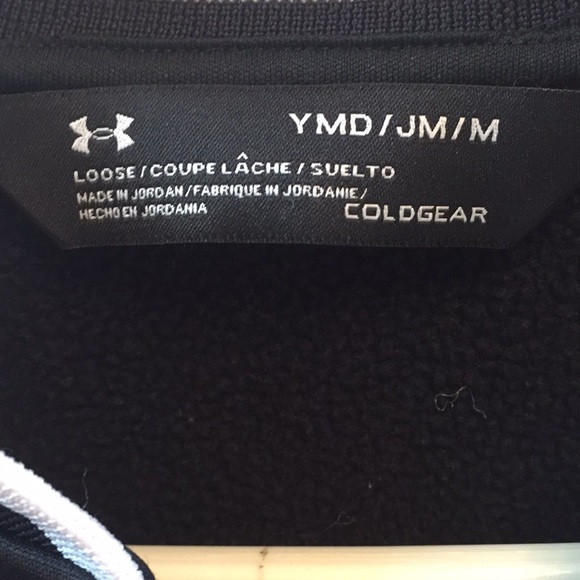 YMD/JM/M
LOOSE/COUPE LÂCHE/SUELTO
MADE IN JORDAN/FABRIQUE IN JORDANIE/
HECHO EN JORDANIA
COLDGEAR